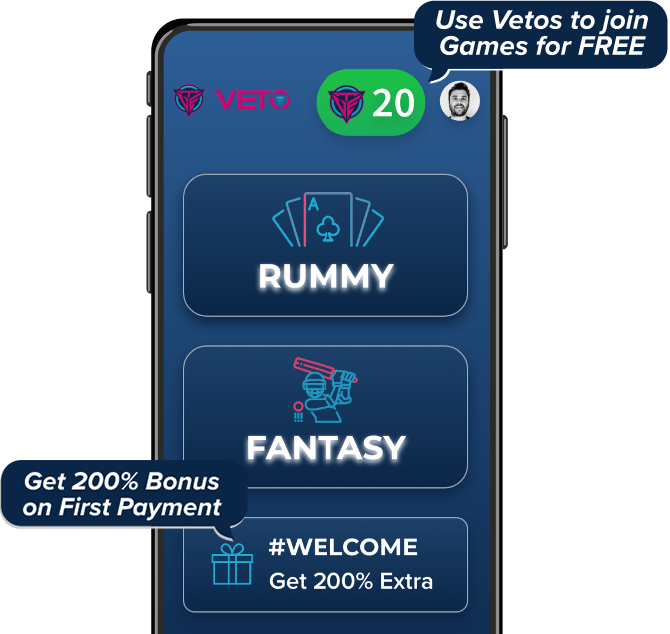 Use Vetos to join
Games for FREE
VETO
20
A
RUMMY
FANTASY
Get 200% Bonus
on First Payment
#WELCOME
Get 200% Extra